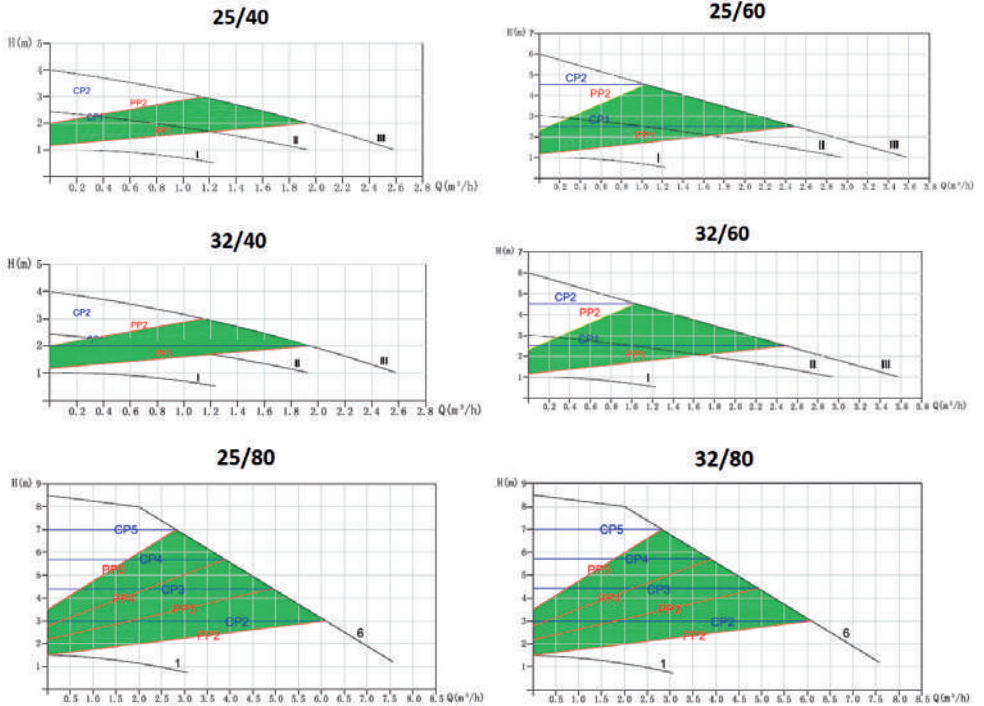 25/40
25/60
H(m)
5
4
3
2
1
CP2
PP2
CP1
PP1
I
II
III
0.2 0.4 0.6 0.8 1.0 1.2 1.4 1.6 1.8 2.0 2.2 2.4 2.6 2.8
Q(m³/h)
H(m)
7
6
5
4
3
2
1
CP2
PP2
CP1
PP1
I
II
III
0.2 0.4 0.6 0.8 1.0 1.2 1.4 1.6 1.8 2.0 2.2 2.4 2.6 2.8 3.0 3.2 3.4 3.6 3.8
Q(m³/h)
32/40
32/60
H(m)
5
4
3
2
1
CP2
PP2
PP1
I
II
III
0.2 0.4 0.6 0.8 1.0 1.2 1.4 1.6 1.8 2.0 2.2 2.4 2.6 2.8
Q(m³/h)
H(m)
7
6
5
4
3
2
1
CP2
PP2
CP1
PP1
I
II
III
0.2 0.4 0.6 0.8 1.0 1.2 1.4 1.6 1.8 2.0 2.2 2.4 2.6 2.8 3.0 3.2 3.4 3.6 3.8
Q(m³/h)
25/80
32/80
H(m)
9
8
7
6
5
4
3
2
1
CP5
CP4
PP5
CP3
PP4
PP3
CP2
PP2
6
1
0.5 1.0 1.5 2.0 2.5 3.0 3.5 4.0 4.5 5.0 5.5 6.0 6.5 7.0 7.5 8.0 8.5
Q(m³/h)
H(m)
9
8
7
6
5
4
3
2
1
CP5
CP4
PP5
CP3
PP4
PP3
CP2
PP2
6
1
0.5 1.0 1.5 2.0 2.5 3.0 3.5 4.0 4.5 5.0 5.5 6.0 6.5 7.0 7.5 8.0 8.5
Q(m³/h)